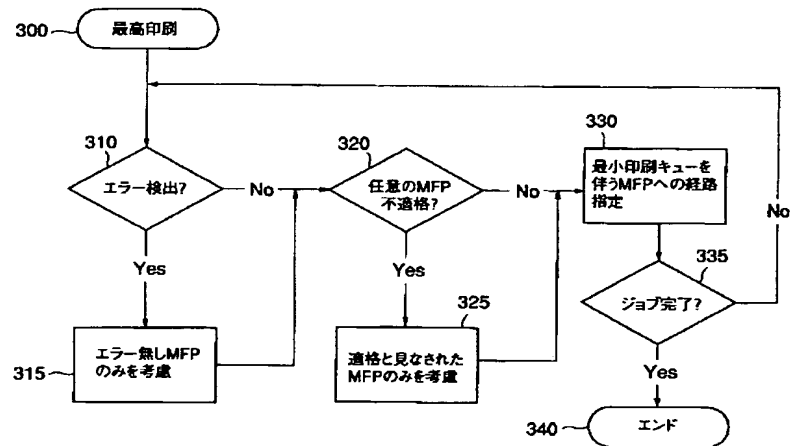 300
最高印刷
310
エラー検出?
No
Yes
315
エラー無しMFP
のみを考慮
320
任意のMFP
不適格?
No
Yes
325
適格と見なされた
MFPのみを考慮
330
最小印刷キューを
伴うMFPへの経路
指定
335
ジョブ完了?
No
Yes
340
エンド